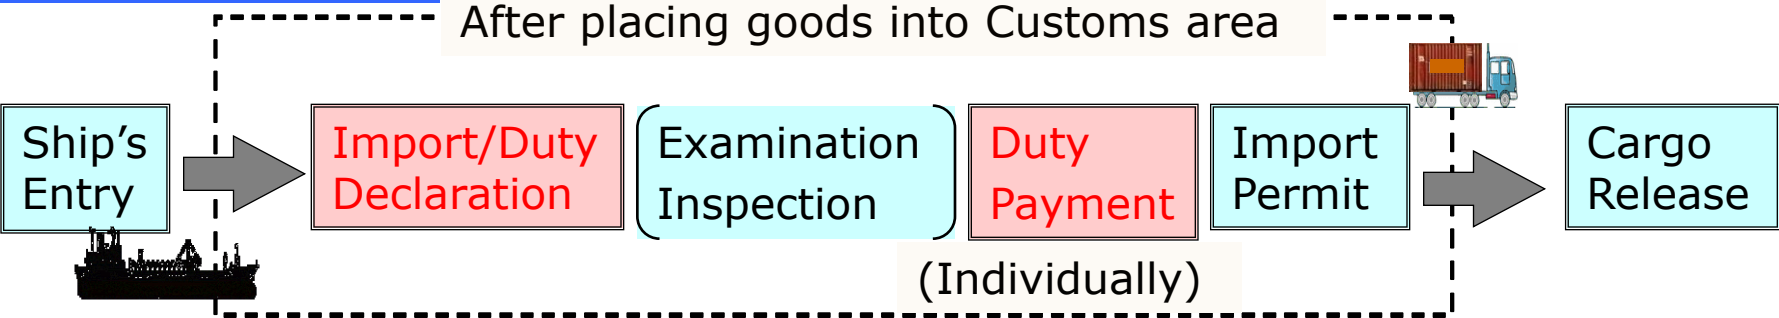 After placing goods into Customs area
Ship’s
Entry
Import/Duty
Declaration
Examination
Inspection
Duty
Payment
Import
Permit
Cargo
Release
(Individually)